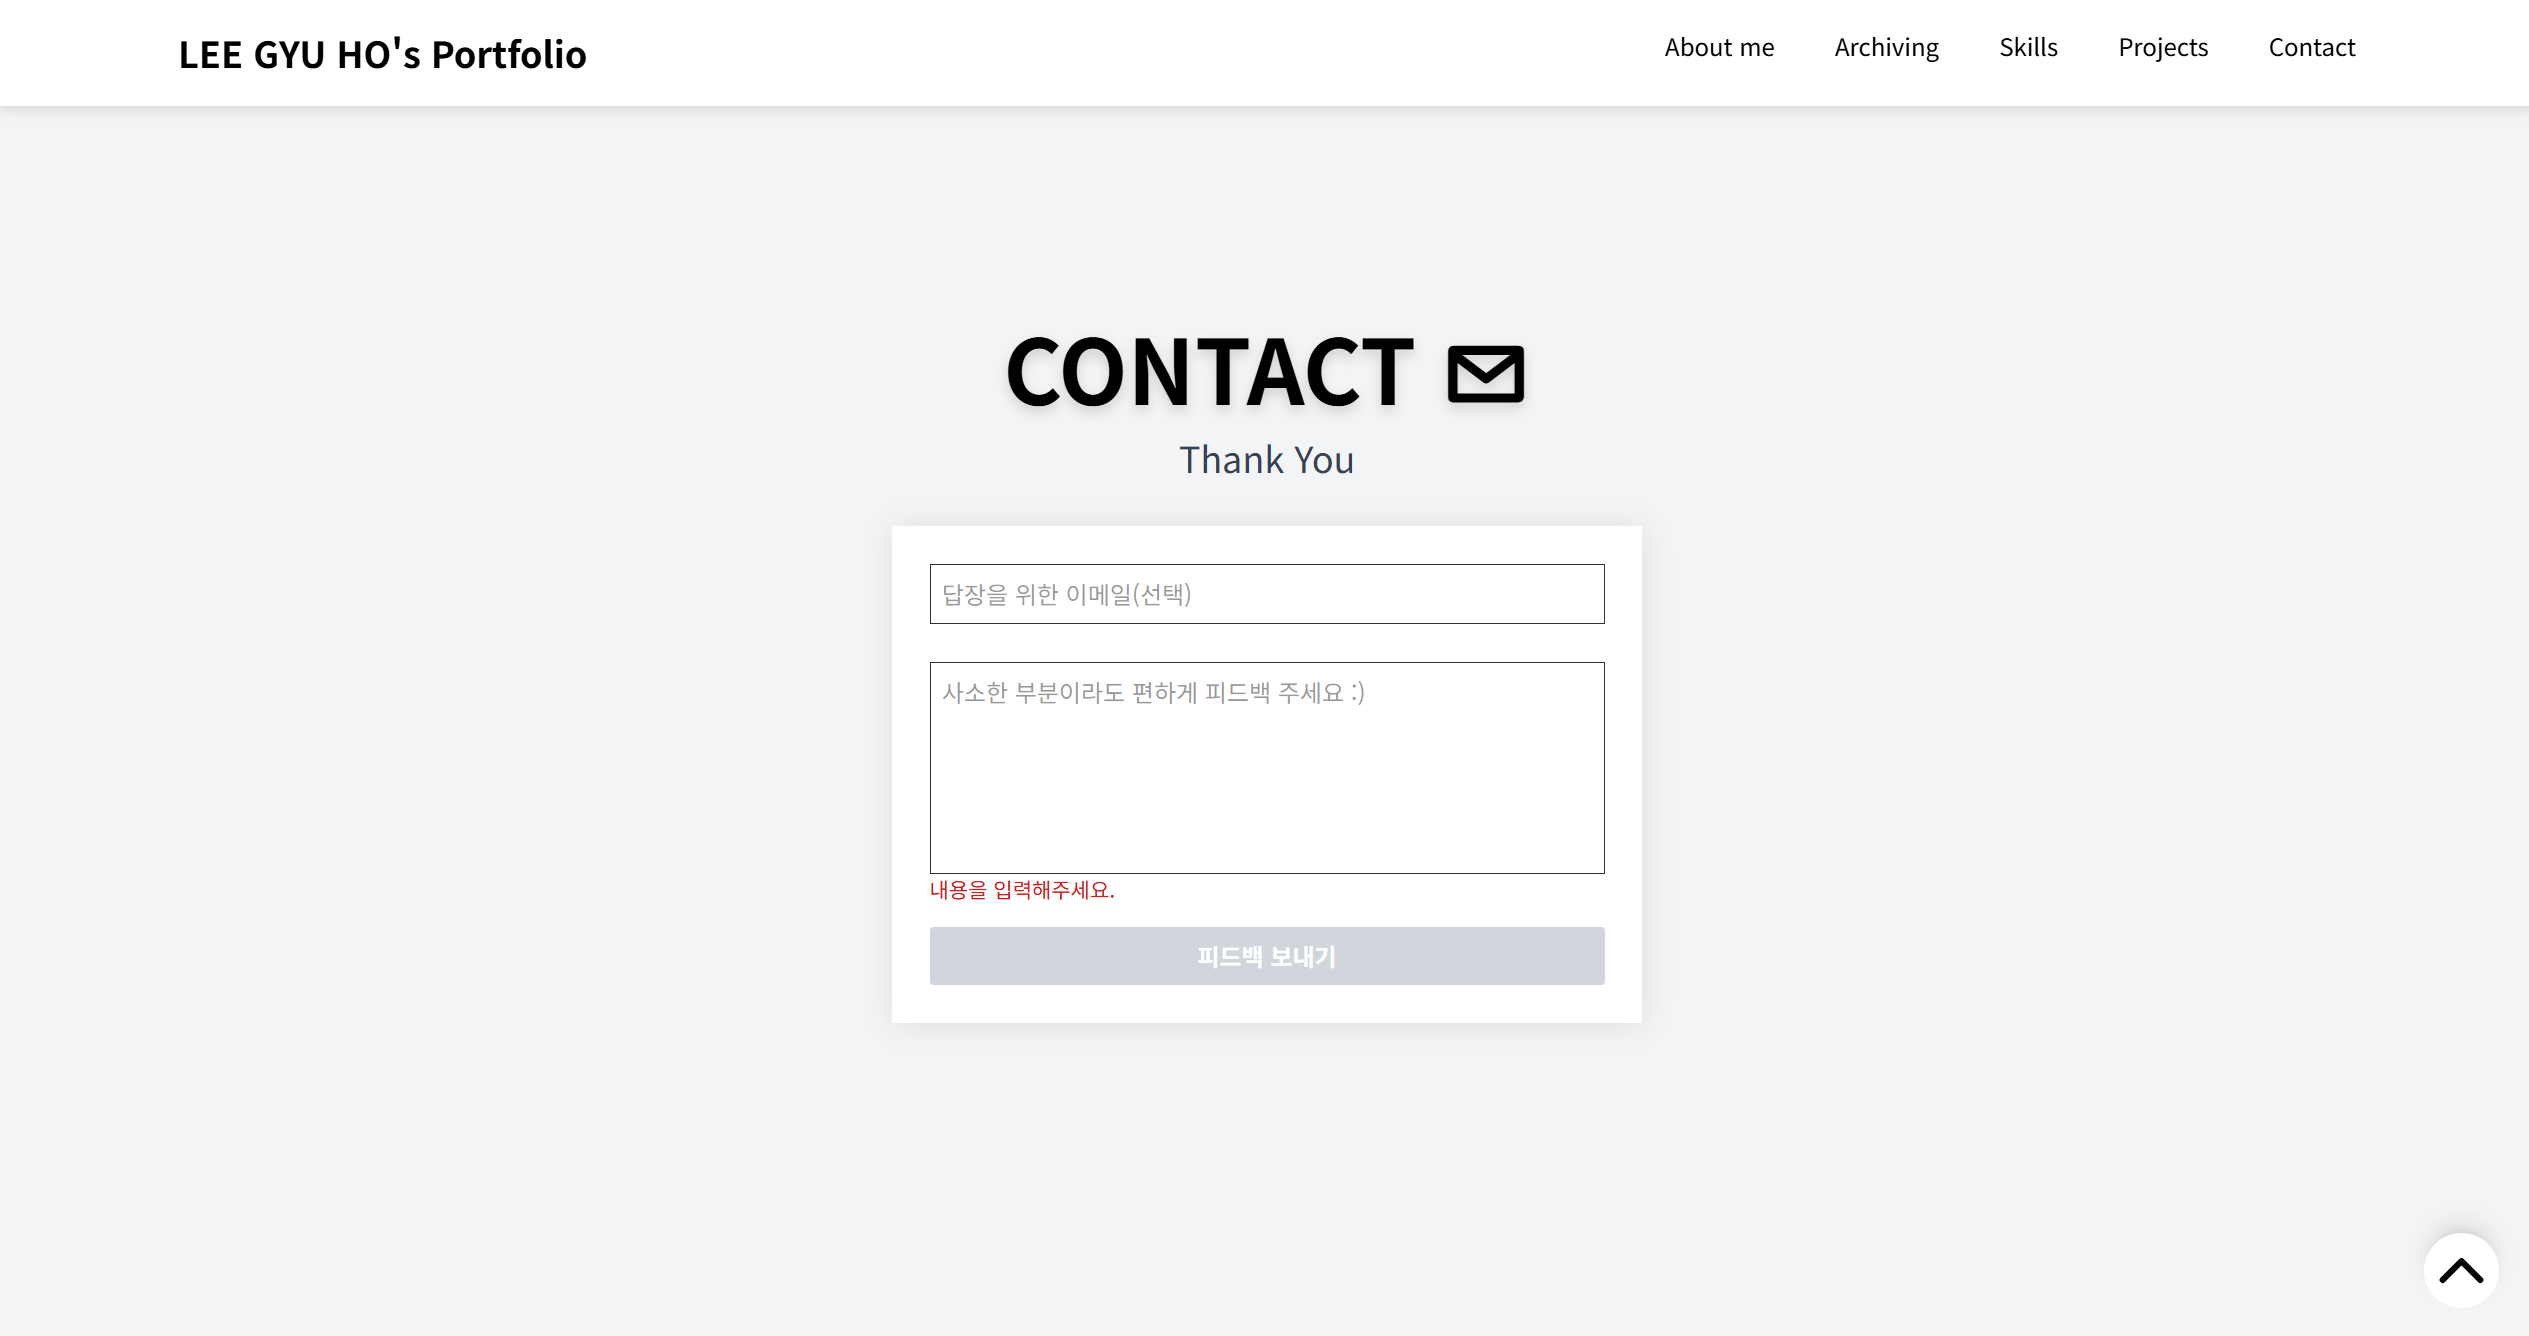 LEE GYU HO's Portfolio
About me
Archiving
Skills
Projects
Contact
CONTACT
Thank You
답장을 위한 이메일(선택)
사소한 부분이라도 편하게 피드백 주세요 :)
내용을 입력해주세요.
피드백 보내기